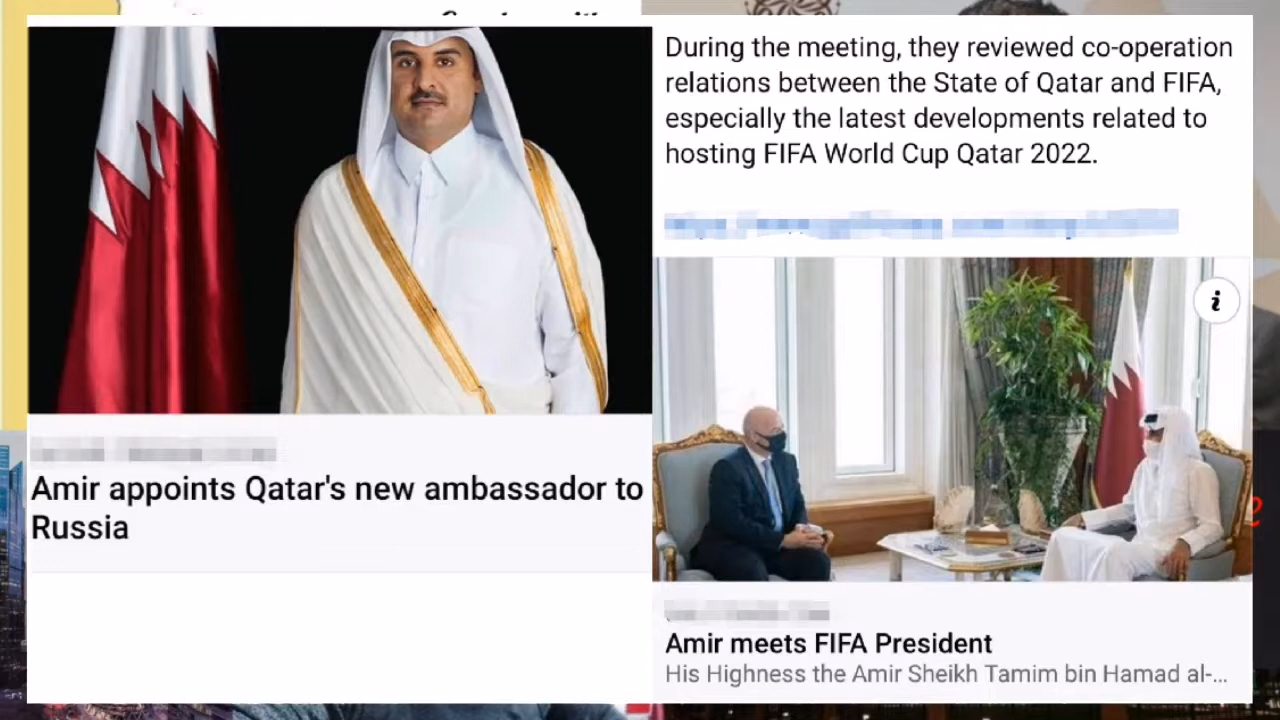 Amir appoints Qatar's new ambassador to
Russia
During the meeting, they reviewed co-operation
relations between the State of Qatar and FIFA,
especially the latest developments related to
hosting FIFA World Cup Qatar 2022.
i
Amir meets FIFA President
His Highness the Amir Sheikh Tamim bin Hamad al-...
2